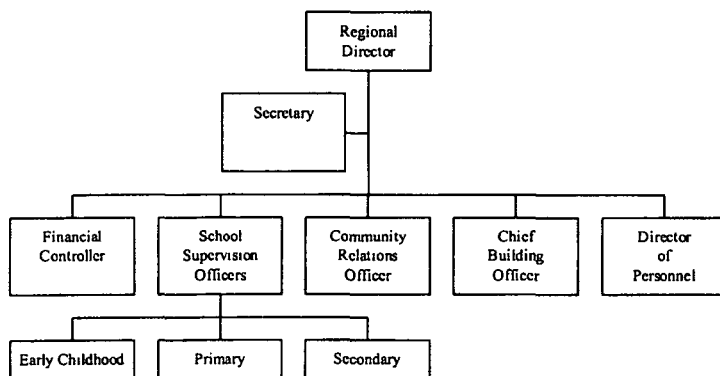 Regional
Director
Secretary
Financial
Controller
School
Supervision
Officers
Community
Relations
Officer
Chief
Building
Officer
Director
of
Personnel
Early Childhood
Primary
Secondary